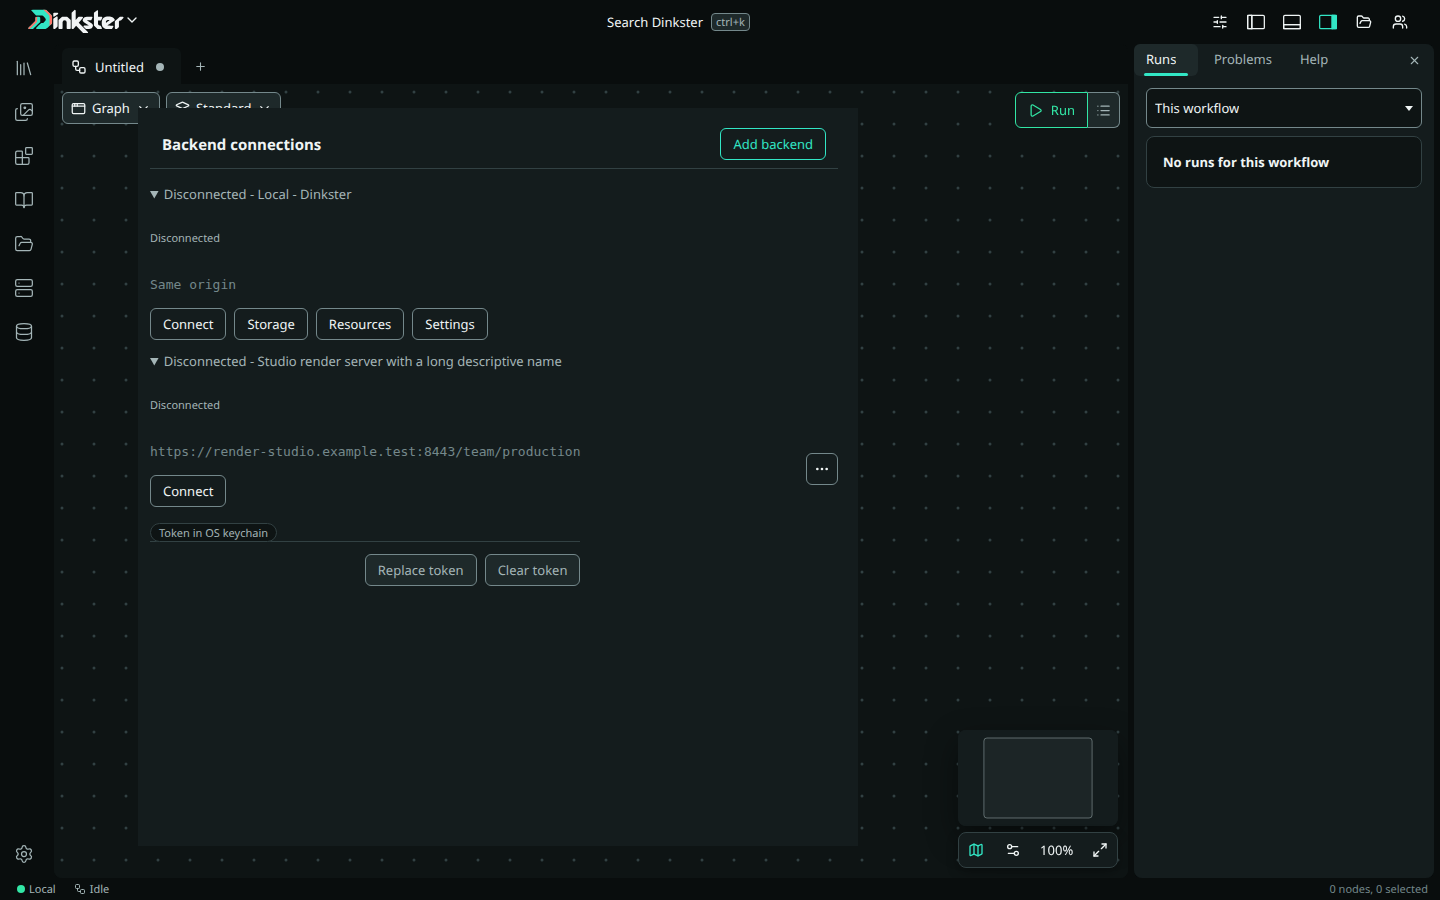 Dinkster
Search Dinkster ctrl+k
Untitled
Graph
Standard
Run
Backend connections
Add backend
Disconnected - Local - Dinkster
Disconnected
Same origin
Connect Storage Resources Settings
Disconnected - Studio render server with a long descriptive name
Disconnected
https://render-studio.example.test:8443/team/production
Connect
Token in OS keychain
Replace token Clear token
100%
Runs Problems Help
This workflow
No runs for this workflow
Local Idle
0 nodes, 0 selected